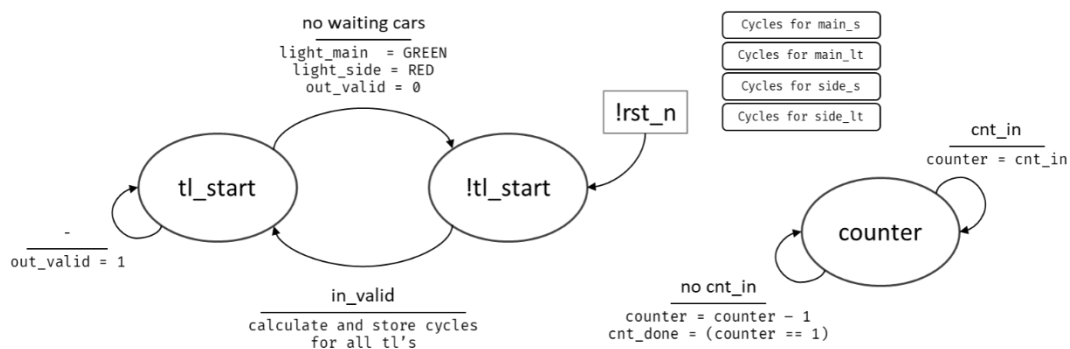 no waiting cars
light_main = GREEN
light_side = RED
out_valid = 0
Cycles for main_s
Cycles for main_lt
Cycles for side_s
Cycles for side_lt
!rst_n
cnt_in
counter = cnt_in
tl_start
!tl_start
counter
-
out_valid = 1
in_valid
calculate and store cycles
for all tl's
no cnt_in
counter = counter – 1
cnt_done = (counter == 1)